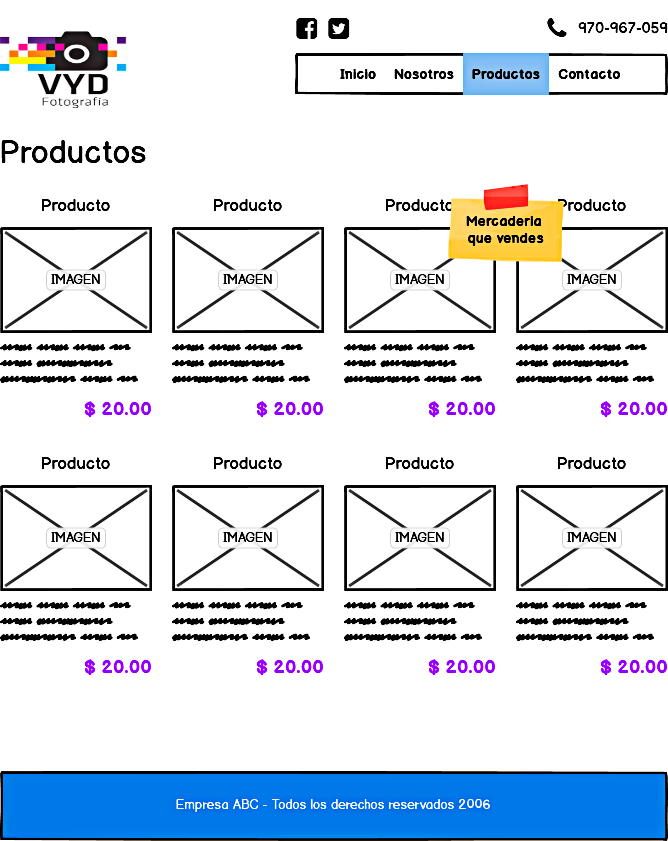 970-967-059
VYD
Fotografía
Inicio Nosotros Productos Contacto
Productos
Producto Producto Producto Producto
Mercaderia
que vendes
IMAGEN IMAGEN IMAGEN IMAGEN
$ 20.00 $ 20.00 $ 20.00 $ 20.00
Producto Producto Producto Producto
IMAGEN IMAGEN IMAGEN IMAGEN
$ 20.00 $ 20.00 $ 20.00 $ 20.00
Empresa ABC - Todos los derechos reservados 2006